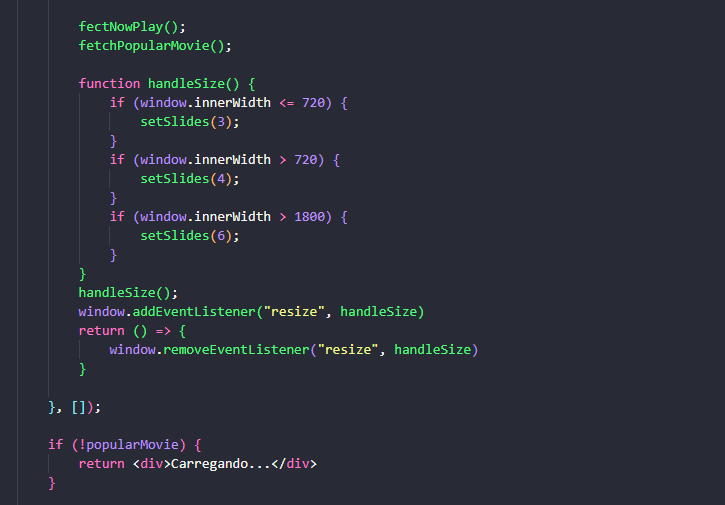 fectNowPlay();
fetchPopularMovie();
function handleSize() {
if (window.innerWidth <= 720) {
setSlides(3);
}
if (window.innerWidth > 720) {
setSlides(4);
}
if (window.innerWidth > 1800) {
setSlides(6);
}
}
handleSize();
window.addEventListener("resize", handleSize)
return () => {
window.removeEventListener("resize", handleSize)
}
}, []);
if (!popularMovie) {
return <div>Carregando...</div>
}